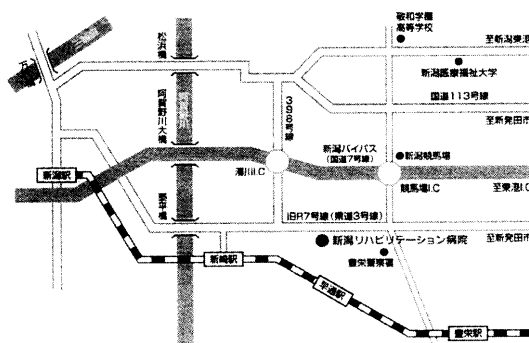 敬和学園
高等学校
至新潟東港
松浜橋
新潟医療福祉大学
国道113号線
阿賀野川大橋
398号線
至新発田市
新潟バイパス
(国道7号線)
新潟競馬場
新潟駅
濁川I.C
競馬場I.C
至東港I.C
泰平橋
旧R7号線(県道3号線)
新潟リハビリテーション病院
至新発田市
豊栄警察署
新崎駅
早通駅
豊栄駅